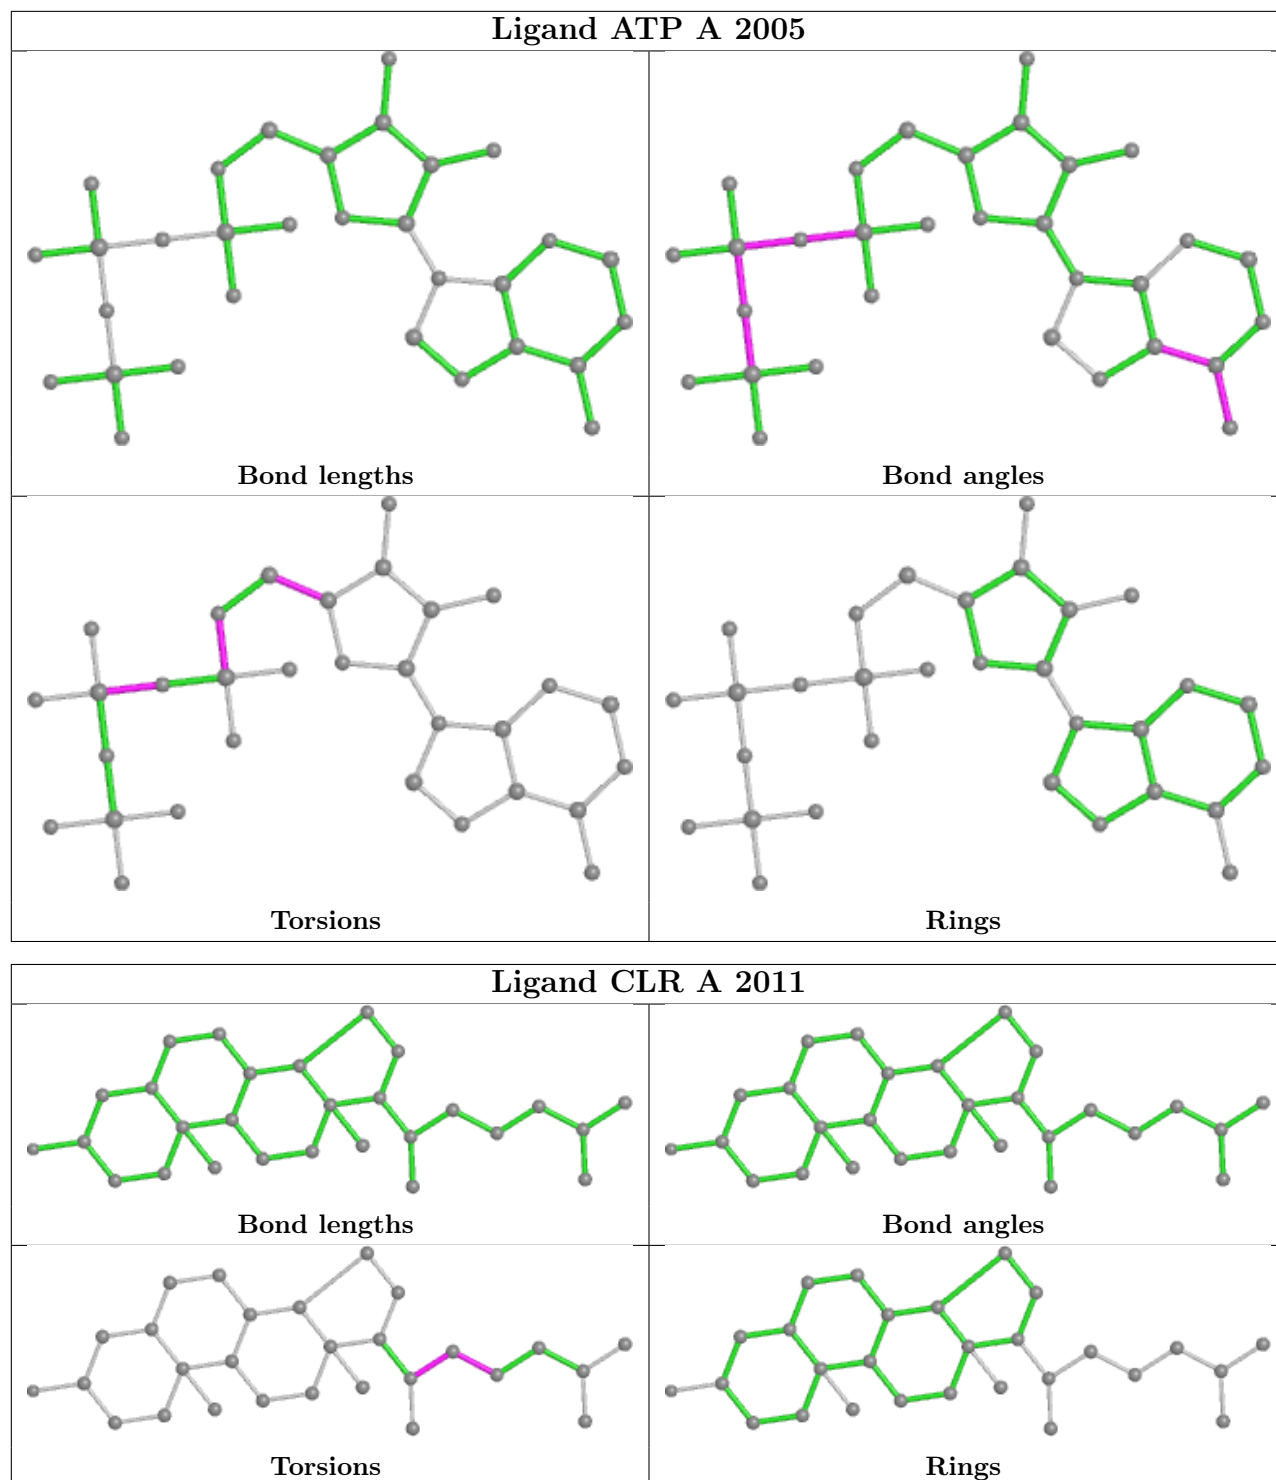 Ligand ATP A 2005
Bond lengths
Bond angles
Torsions
Rings
Ligand CLR A 2011
Bond lengths
Bond angles
Torsions
Rings